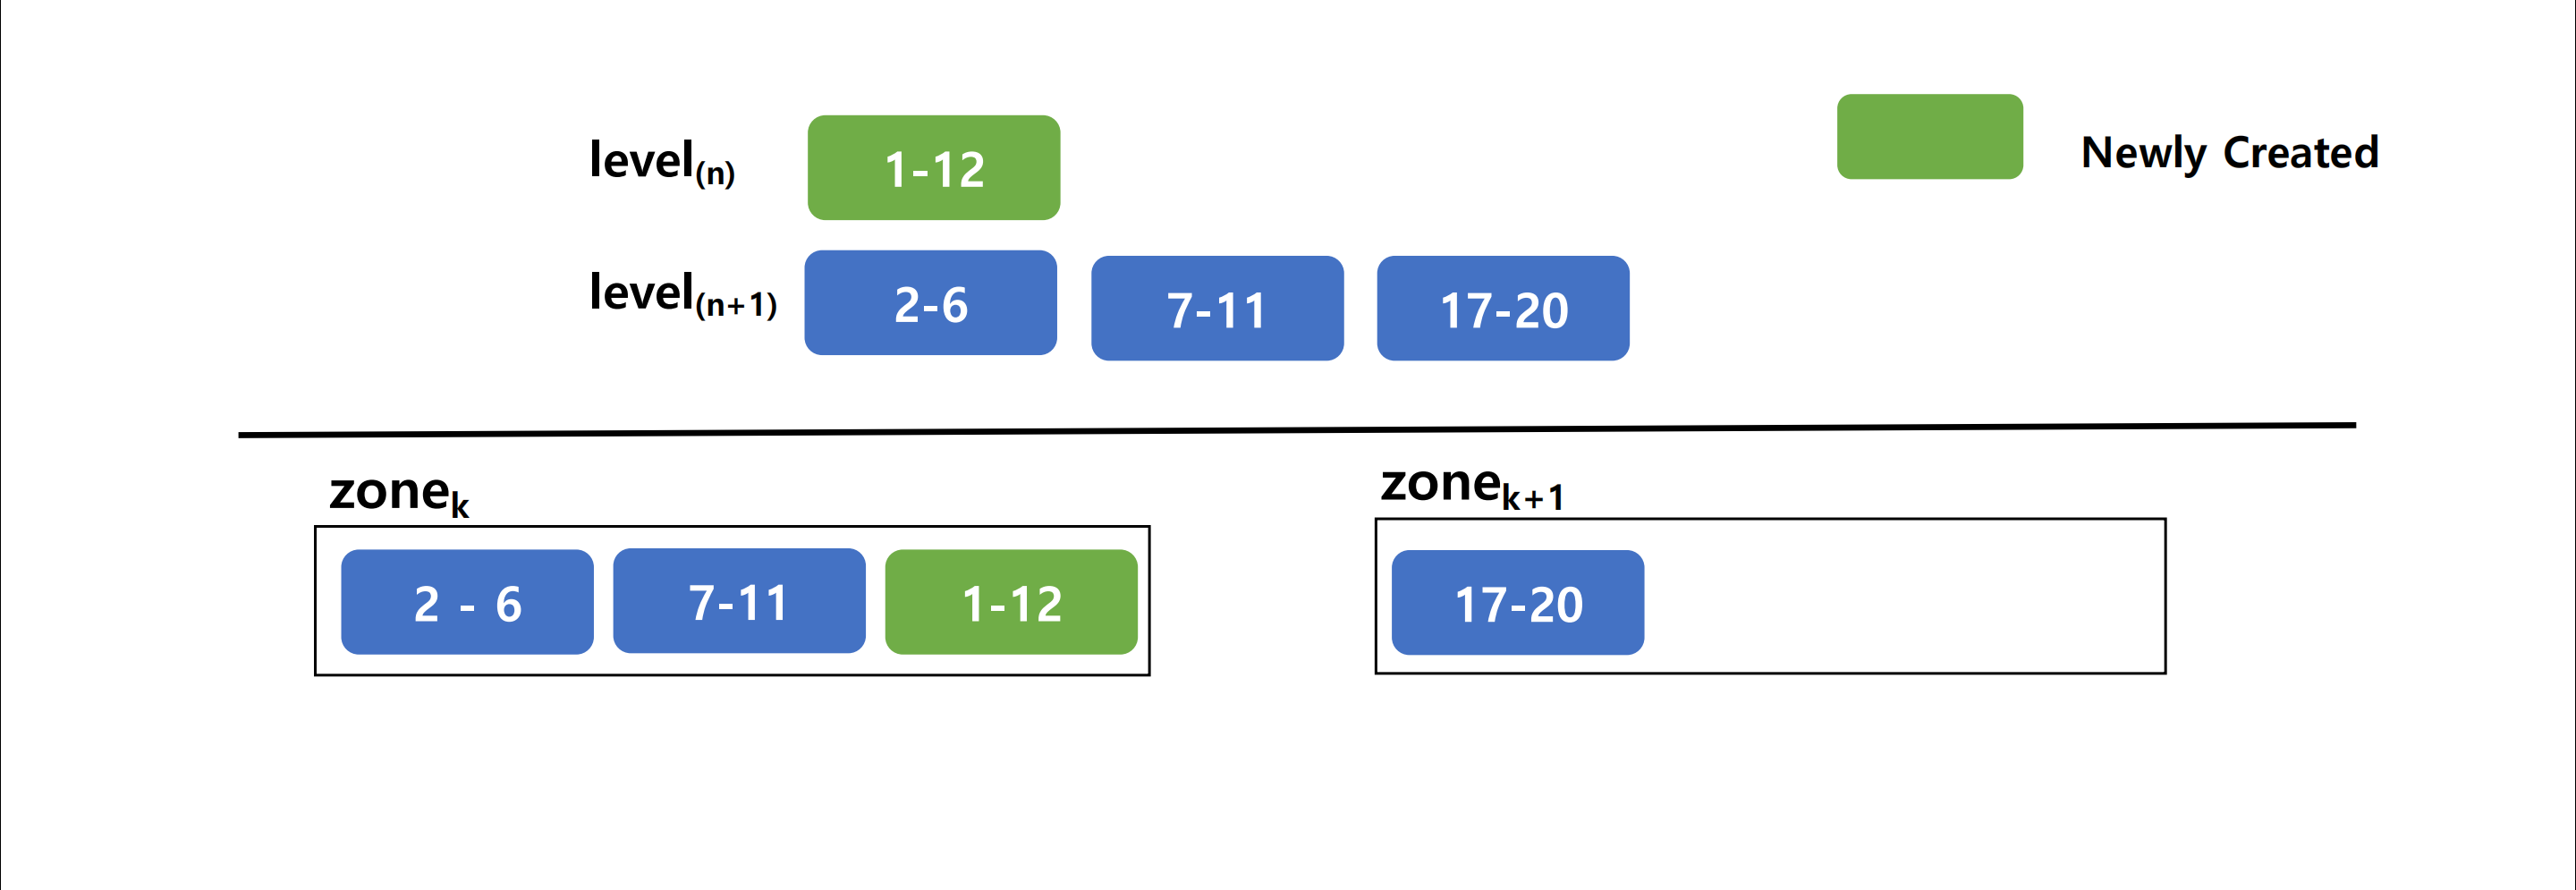 level(n)
1-12
Newly Created
level(n+1)
2-6
7-11
17-20
zonek
zonek+1
2 - 6
7-11
1-12
17-20